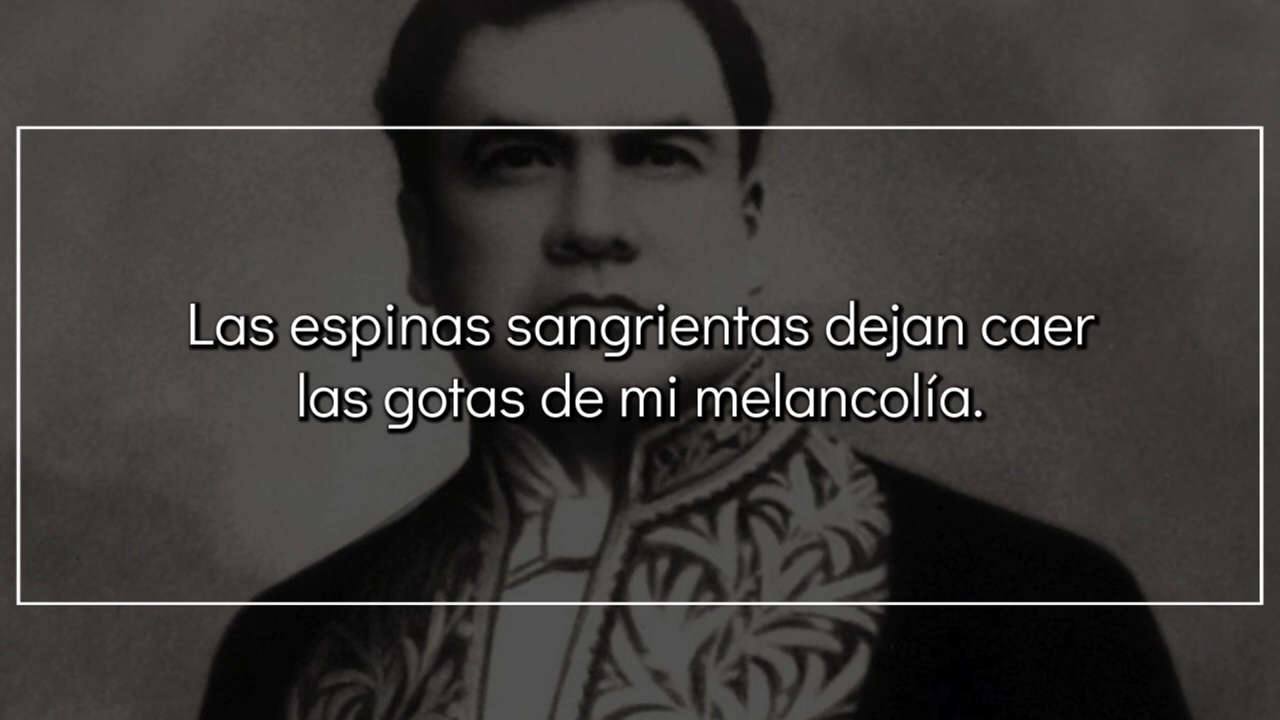 Las espinas sangrientas dejan caer
las gotas de mi melancolía.